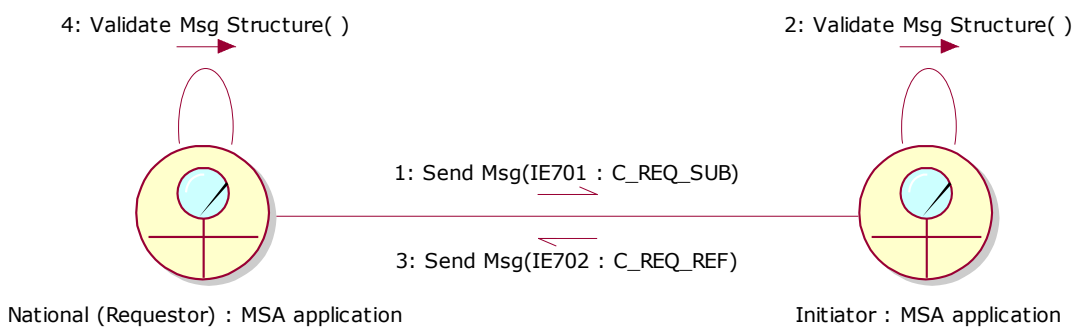 4: Validate Msg Structure( )
2: Validate Msg Structure( )
1: Send Msg(IE701 : C_REQ_SUB)
3: Send Msg(IE702 : C_REQ_REF)
National (Requestor) : MSA application
Initiator : MSA application